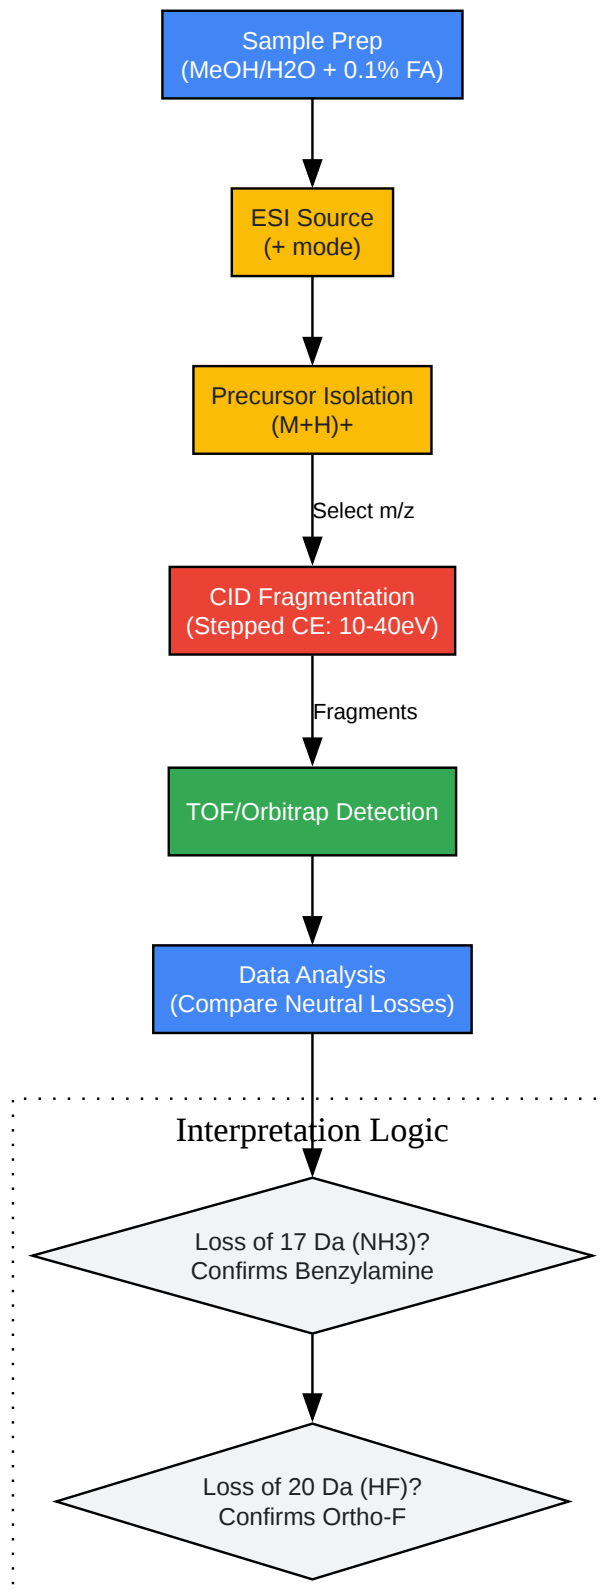 Sample Prep
(MeOH/H2O + 0.1% FA)
ESI Source
(+ mode)
Precursor Isolation
(M+H)+
Select m/z
CID Fragmentation
(Stepped CE: 10-40eV)
Fragments
TOF/Orbitrap Detection
Data Analysis
(Compare Neutral Losses)
Interpretation Logic
Loss of 17 Da (NH3)?
Confirms Benzylamine
Loss of 20 Da (HF)?
Confirms Ortho-F